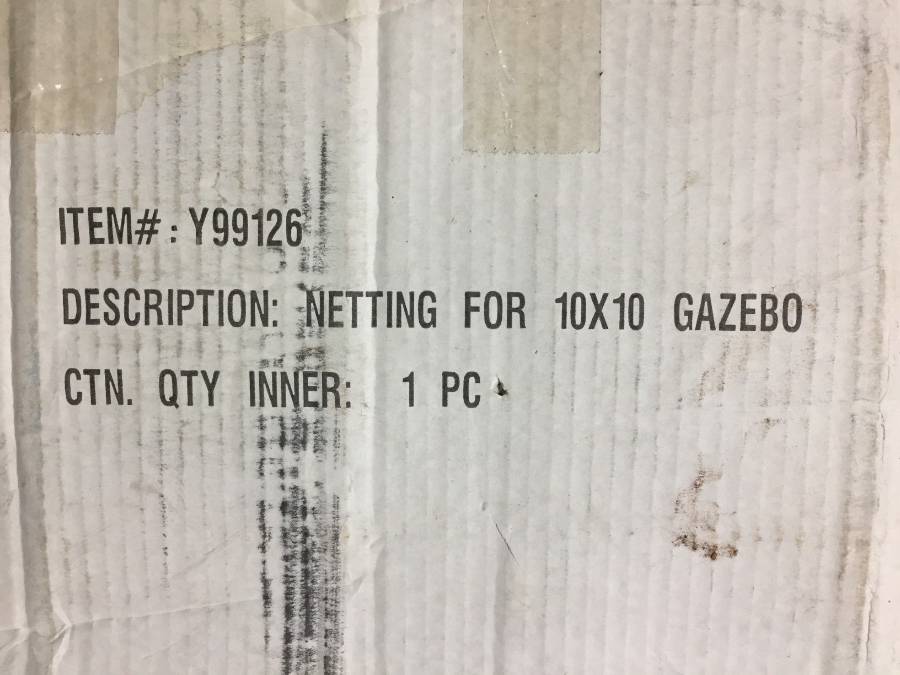 ITEM#: Y99126
DESCRIPTION: NETTING FOR 10X10 GAZEBO
CTN. QTY INNER: 1 PC